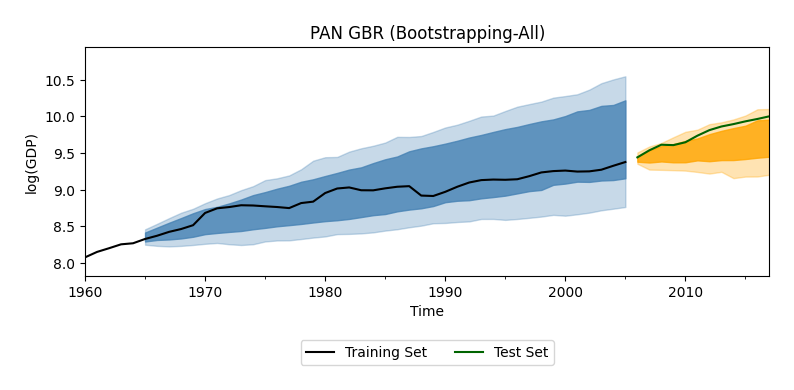 PAN GBR (Bootstrapping-All)
10.5
10.0
9.5
9.0
8.5
8.0
log(GDP)
1960 1970 1980 1990 2000 2010
Time
Training Set Test Set